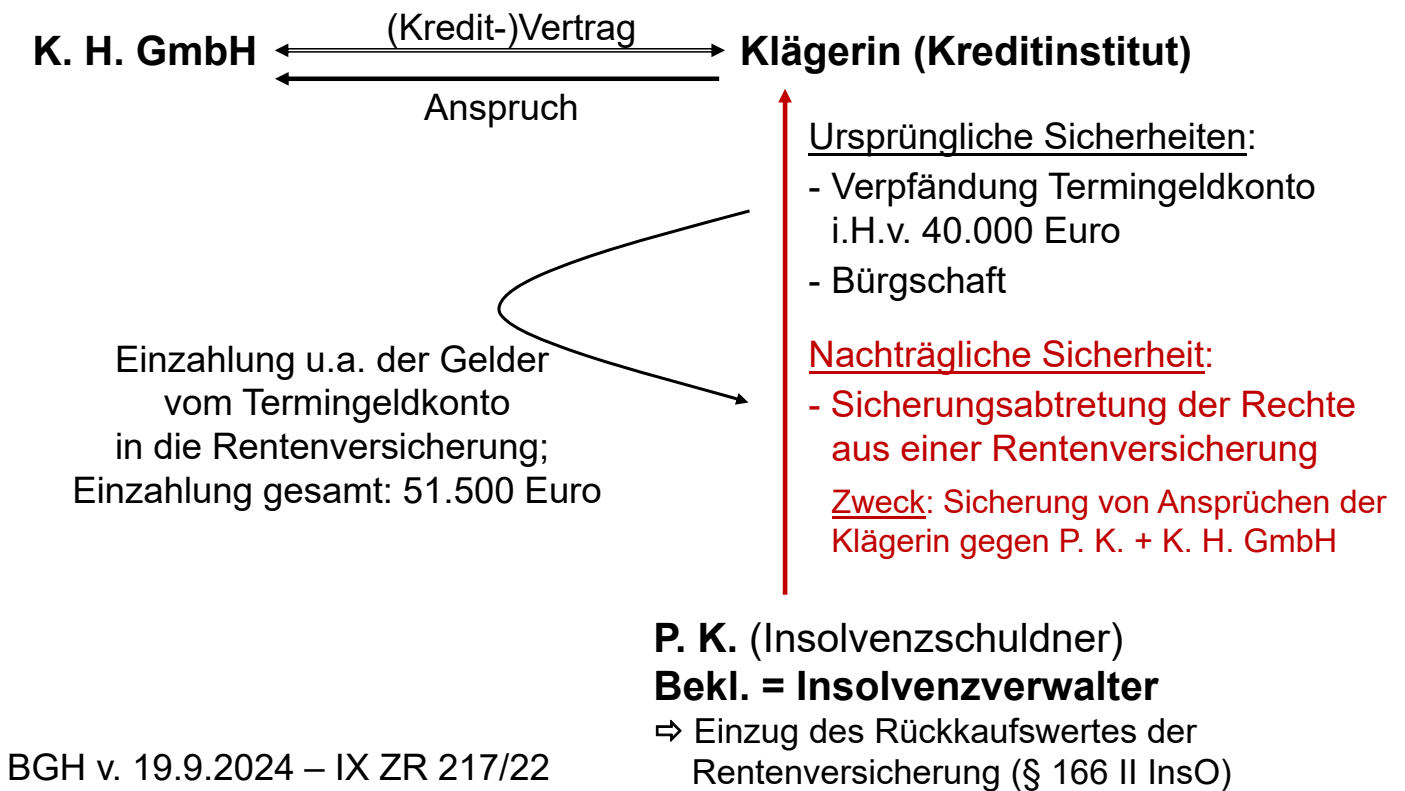 K. H. GmbH
(Kredit-)Vertrag
Klägerin (Kreditinstitut)
Anspruch
Ursprüngliche Sicherheiten:
- Verpfändung Termingeldkonto
i.H.v. 40.000 Euro
- Bürgschaft
Einzahlung u.a. der Gelder
vom Termingeldkonto
in die Rentenversicherung;
Einzahlung gesamt: 51.500 Euro
Nachträgliche Sicherheit:
- Sicherungsabtretung der Rechte
aus einer Rentenversicherung
Zweck: Sicherung von Ansprüchen der
Klägerin gegen P. K. + K. H. GmbH
P. K. (Insolvenzschuldner)
Bekl. = Insolvenzverwalter
⇨ Einzug des Rückkaufswertes der
Rentenversicherung (§ 166 II InsO)
BGH v. 19.9.2024 – IX ZR 217/22